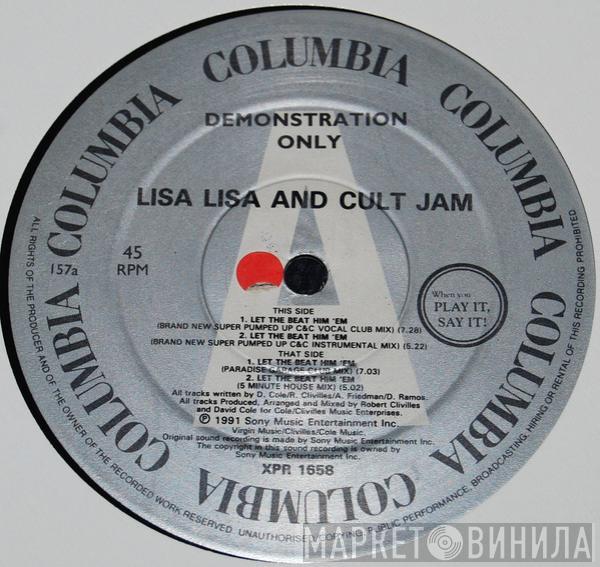 COLUMBIA
COLUMBIA
COLUMBIA
COLUMBIA
COLUMBIA
COLUMBIA
COLUMBIA
COLUMBIA
DEMONSTRATION
ONLY
LISA LISA AND CULT JAM
157a
45
RPM
When you
PLAY IT,
SAY IT!
A
THIS SIDE
1. LET THE BEAT HIM 'EM
(BRAND NEW SUPER PUMPED UP C&C VOCAL CLUB MIX) (7.28)
2. LET THE BEAT HIM 'EM
(BRAND NEW SUPER PUMPED UP C&C INSTRUMENTAL MIX) (5.22)
THAT SIDE
1. LET THE BEAT HIM 'EM
(PARADISE GARAGE CLUB MIX) (7.03)
2. LET THE BEAT HIM 'EM
(5 MINUTE HOUSE MIX) (5.02)
All tracks written by D. Cole/R. Clivilles/A. Friedman/D. Ramos.
All tracks Produced, Arranged and Mixed by Robert Clivilles
and David Cole for Cole/Clivilles Music Enterprises.
℗ 1991 Sony Music Entertainment Inc.
Virgin Music/Clivilles/Cole Music.
Original sound recording is made by Sony Music Entertainment Inc.
The copyright in this sound recording is owned by
Sony Music Entertainment Inc.
XPR 1658
ALL RIGHTS OF THE PRODUCER AND OF THE OWNER OF THE RECORDED WORK RESERVED. UNAUTHORISED COPYING, PUBLIC PERFORMANCE, BROADCASTING, HIRING OR RENTAL OF THIS RECORDING PROHIBITED.
МАРКЕТ ВИНИЛА